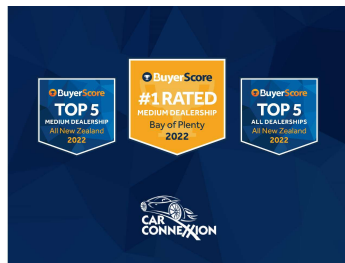 BuyerScore
TOP 5
MEDIUM DEALERSHIP
All New Zealand
2022
BuyerScore
#1 RATED
MEDIUM DEALERSHIP
Bay of Plenty
2022
BuyerScore
TOP 5
ALL DEALERSHIPS
All New Zealand
2022
CAR
CONNEXXION